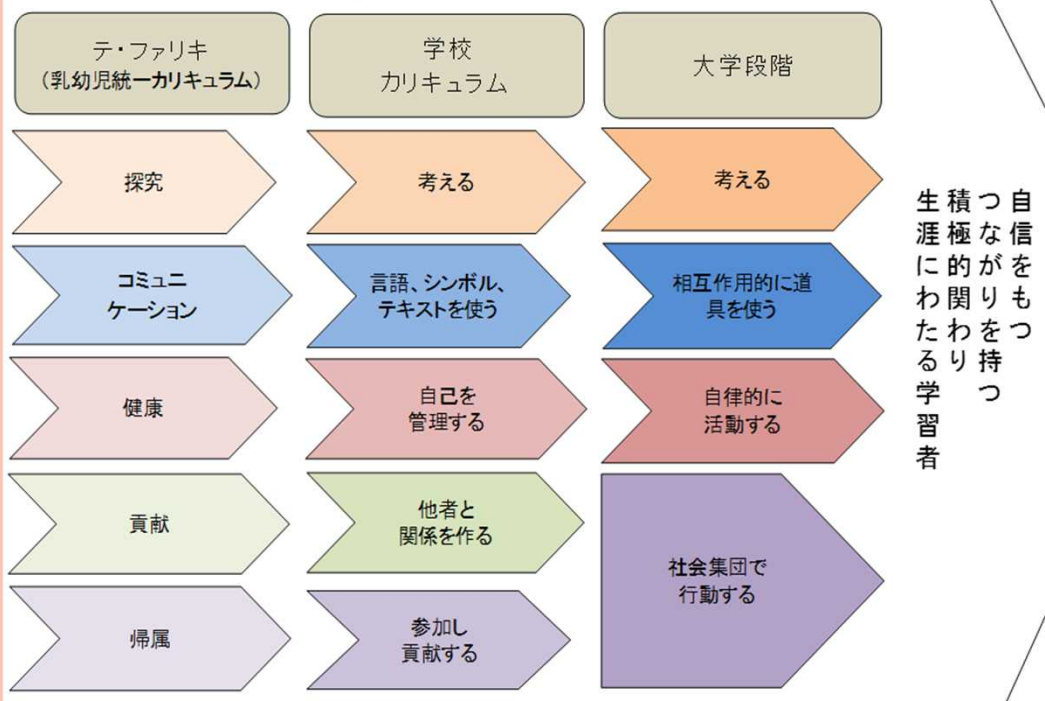 テ・ファリキ
（乳幼児統一カリキュラム）
学校
カリキュラム
大学段階
探究
考える
考える
コミュニ
ケーション
言語、シンボル、
テキストを使う
相互作用的に道
具を使う
健康
自己を
管理する
自律的に
活動する
貢献
他者と
関係を作る
社会集団で
行動する
帰属
参加し
貢献する
自信をもつ
つながりを持つ
積極的関わり
生涯にわたる学習者